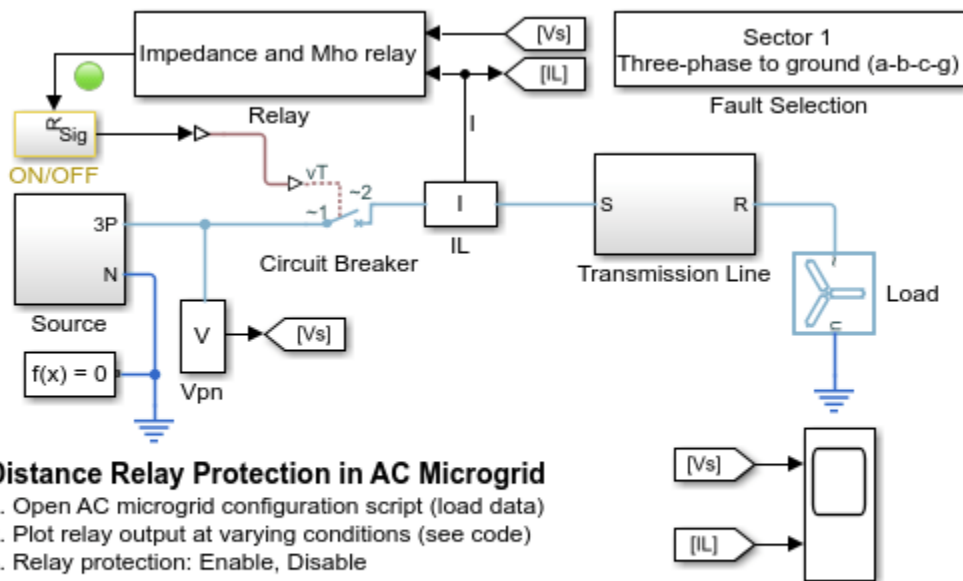 Impedance and Mho relay
[Vs]
[IL]
Relay
Sector 1
Three-phase to ground (a-b-c-g)
Fault Selection
I
R
Sig
ON/OFF
vT
~2
~1
Circuit Breaker
I
IL
S
R
Transmission Line
3P
N
Source
V
[Vs]
Vpn
f(x) = 0
~
n
Load
Distance Relay Protection in AC Microgrid
. Open AC microgrid configuration script (load data)
. Plot relay output at varying conditions (see code)
. Relay protection: Enable, Disable
[Vs]
[IL]